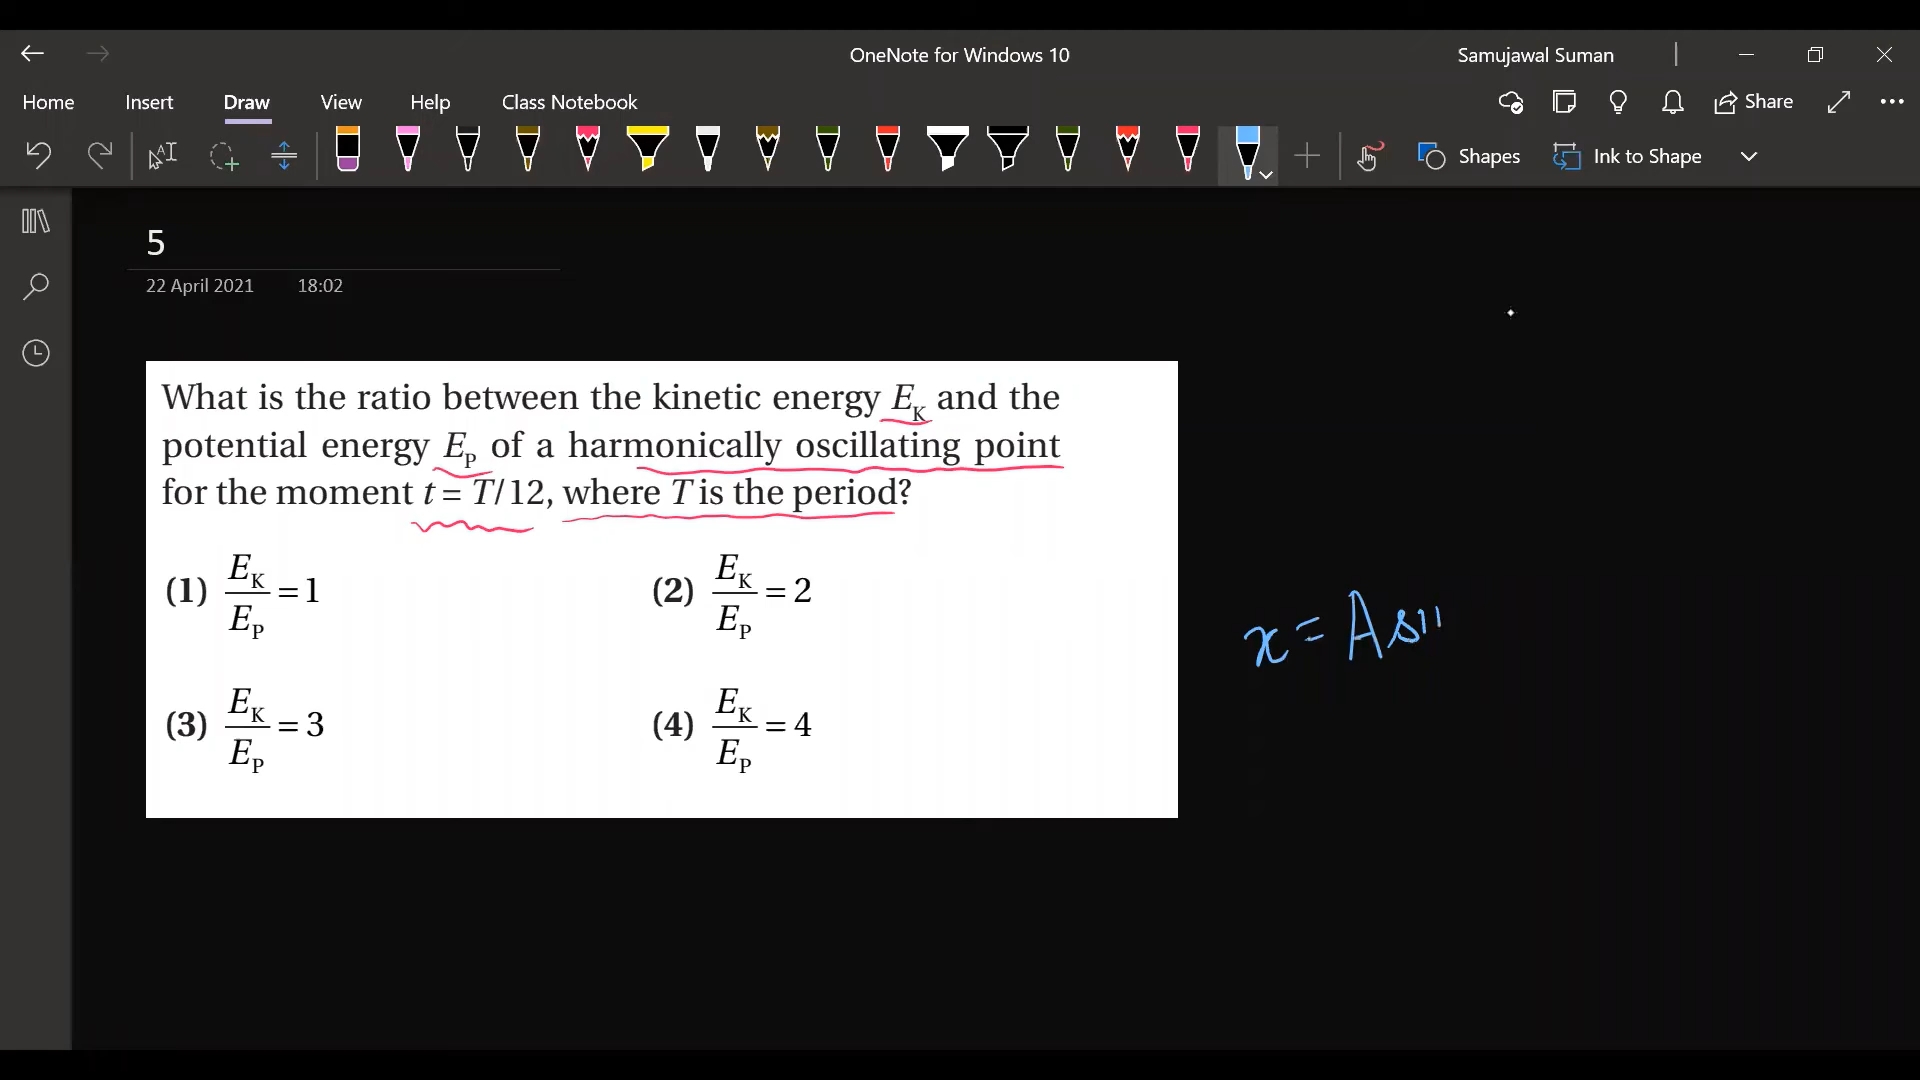 OneNote for Windows 10
Samujawal Suman
Home Insert Draw View Help Class Notebook
Share
Shapes
Ink to Shape
5
22 April 2021 18:02
What is the ratio between the kinetic energy E_K and the
potential energy E_P of a harmonically oscillating point
for the moment t = T/12, where T is the period?
(1) E_K/E_P = 1 (2) E_K/E_P = 2
(3) E_K/E_P = 3 (4) E_K/E_P = 4
x = A